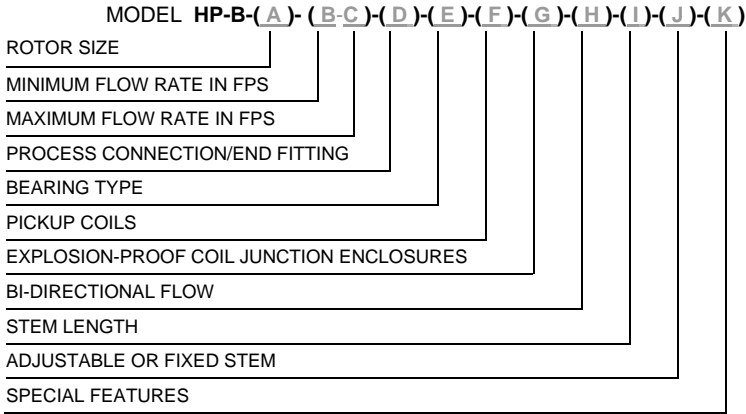 MODEL HP-B-( A )- ( B-C )-( D )-( E )-( F )-( G )-( H )-( I )-( J )-( K )
ROTOR SIZE
MINIMUM FLOW RATE IN FPS
MAXIMUM FLOW RATE IN FPS
PROCESS CONNECTION/END FITTING
BEARING TYPE
PICKUP COILS
EXPLOSION-PROOF COIL JUNCTION ENCLOSURES
BI-DIRECTIONAL FLOW
STEM LENGTH
ADJUSTABLE OR FIXED STEM
SPECIAL FEATURES